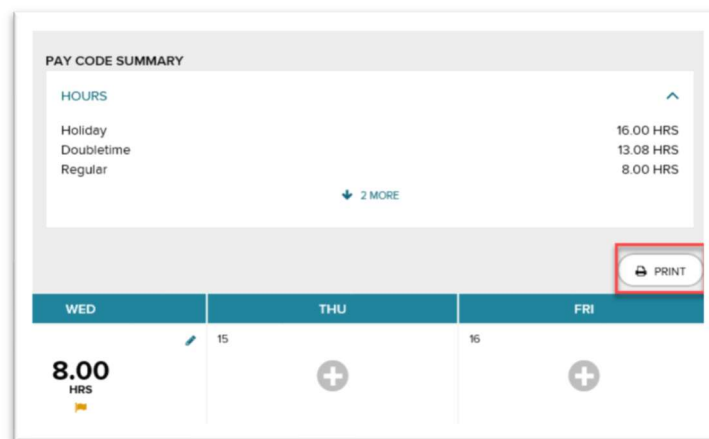 PAY CODE SUMMARY
HOURS
Holiday 16.00 HRS
Doubletime 13.08 HRS
Regular 8.00 HRS
2 MORE
PRINT
WED THU FRI
15 16
8.00
HRS